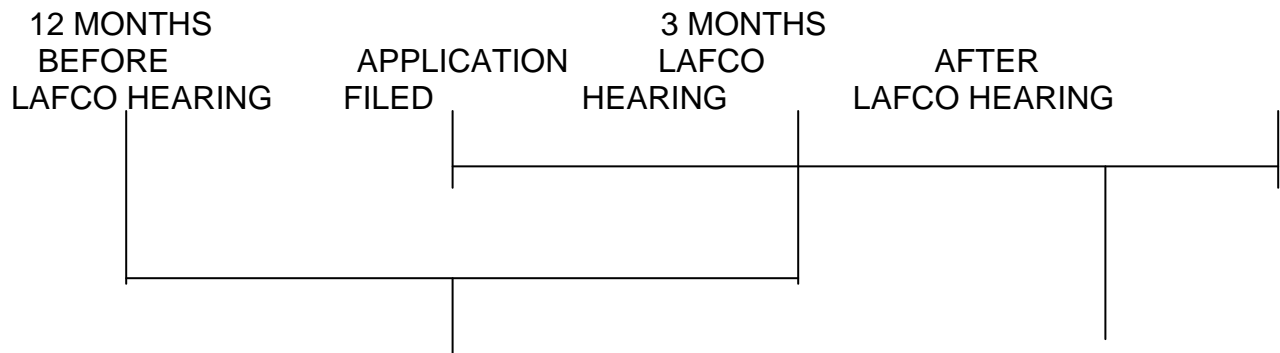 12 MONTHS 3 MONTHS
BEFORE APPLICATION LAFCO AFTER
LAFCO HEARING FILED HEARING LAFCO HEARING